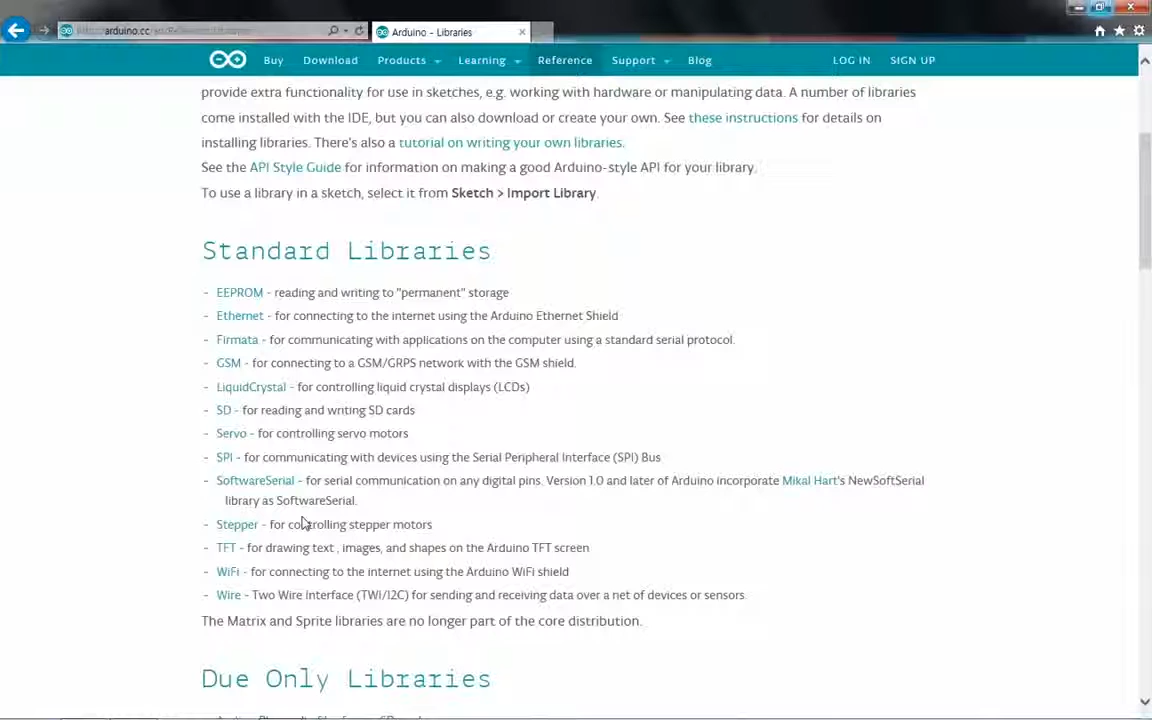 arduino.cc
Arduino - Libraries
Buy Download Products Learning Reference Support Blog LOG IN SIGN UP
provide extra functionality for use in sketches, e.g. working with hardware or manipulating data. A number of libraries
come installed with the IDE, but you can also download or create your own. See these instructions for details on
installing libraries. There's also a tutorial on writing your own libraries.
See the API Style Guide for information on making a good Arduino-style API for your library.
To use a library in a sketch, select it from Sketch > Import Library.
Standard Libraries
- EEPROM - reading and writing to "permanent" storage
- Ethernet - for connecting to the internet using the Arduino Ethernet Shield
- Firmata - for communicating with applications on the computer using a standard serial protocol.
- GSM - for connecting to a GSM/GRPS network with the GSM shield.
- LiquidCrystal - for controlling liquid crystal displays (LCDs)
- SD - for reading and writing SD cards
- Servo - for controlling servo motors
- SPI - for communicating with devices using the Serial Peripheral Interface (SPI) Bus
- SoftwareSerial - for serial communication on any digital pins. Version 1.0 and later of Arduino incorporate Mikal Hart's NewSoftSerial
library as SoftwareSerial.
- Stepper - for controlling stepper motors
- TFT - for drawing text , images, and shapes on the Arduino TFT screen
- WiFi - for connecting to the internet using the Arduino WiFi shield
- Wire - Two Wire Interface (TWI/I2C) for sending and receiving data over a net of devices or sensors.
The Matrix and Sprite libraries are no longer part of the core distribution.
Due Only Libraries